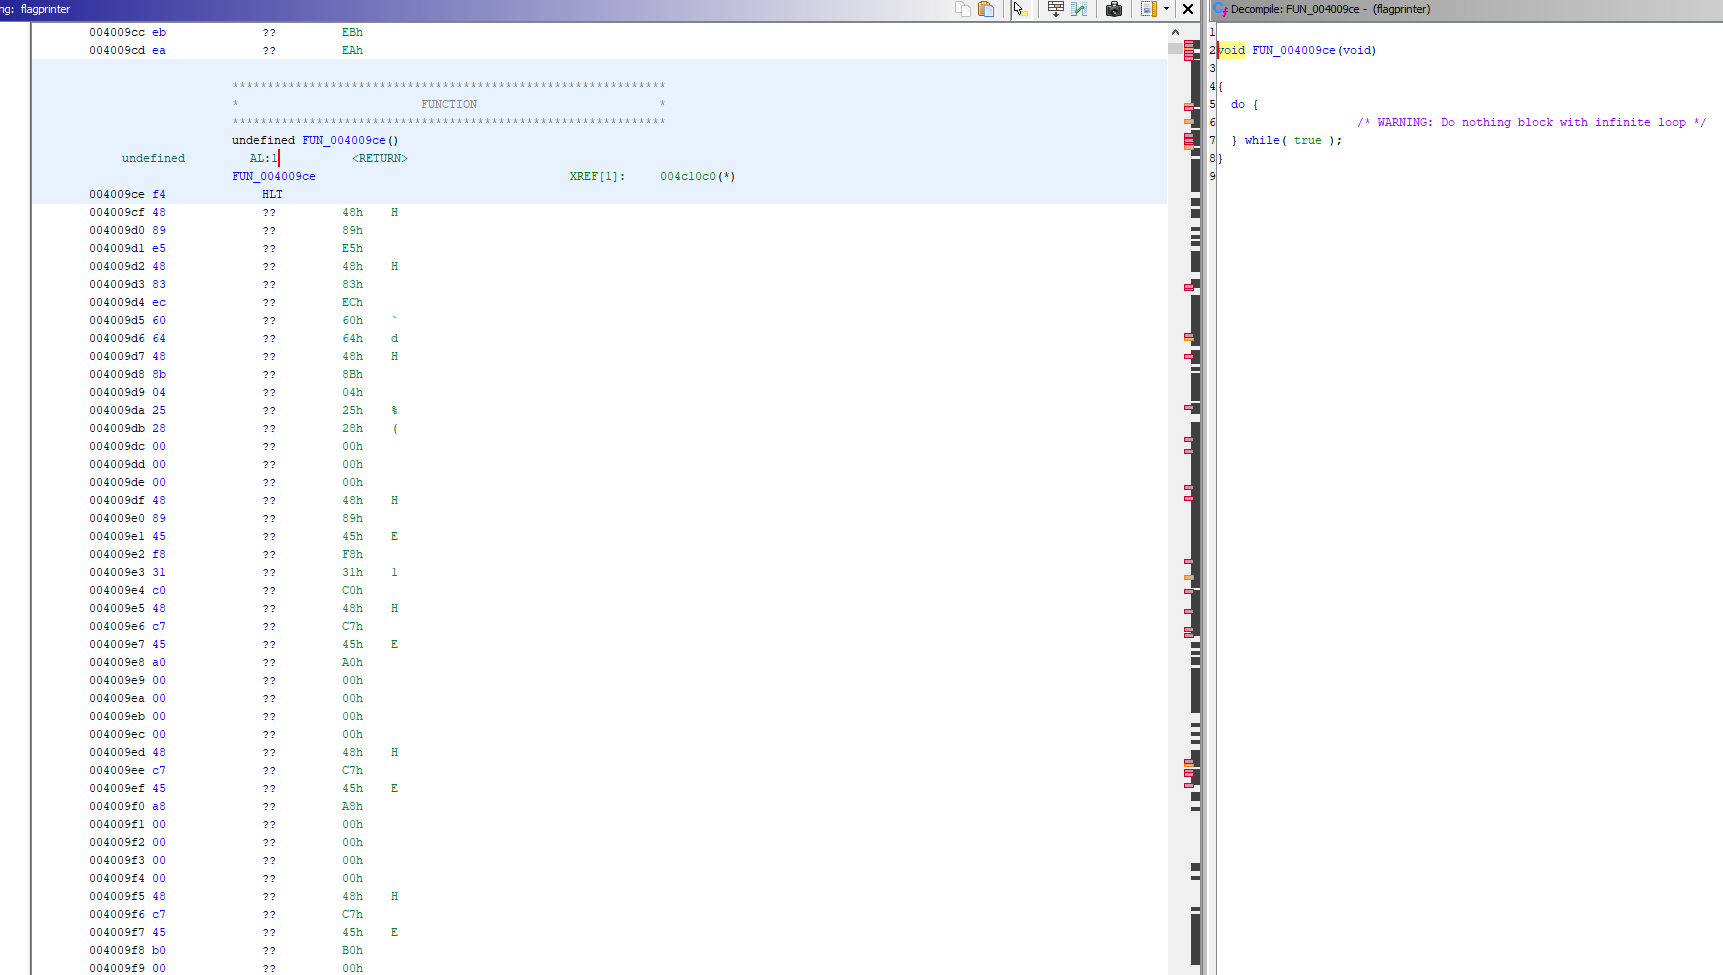 ng: flagprinter
004009cc eb ?? EBh
004009cd ea ?? EAh
**************************************************************
* FUNCTION *
**************************************************************
undefined FUN_004009ce()
undefined AL:1 <RETURN>
FUN_004009ce XREF[1]: 004c10c0(*)
004009ce f4 HLT
004009cf 48 ?? 48h H
004009d0 89 ?? 89h
004009d1 e5 ?? E5h
004009d2 48 ?? 48h H
004009d3 83 ?? 83h
004009d4 ec ?? ECh
004009d5 60 ?? 60h `
004009d6 64 ?? 64h d
004009d7 48 ?? 48h H
004009d8 8b ?? 8Bh
004009d9 04 ?? 04h
004009da 25 ?? 25h %
004009db 28 ?? 28h (
004009dc 00 ?? 00h
004009dd 00 ?? 00h
004009de 00 ?? 00h
004009df 48 ?? 48h H
004009e0 89 ?? 89h
004009e1 45 ?? 45h E
004009e2 f8 ?? F8h
004009e3 31 ?? 31h 1
004009e4 c0 ?? C0h
004009e5 48 ?? 48h H
004009e6 c7 ?? C7h
004009e7 45 ?? 45h E
004009e8 a0 ?? A0h
004009e9 00 ?? 00h
004009ea 00 ?? 00h
004009eb 00 ?? 00h
004009ec 00 ?? 00h
004009ed 48 ?? 48h H
004009ee c7 ?? C7h
004009ef 45 ?? 45h E
004009f0 a8 ?? A8h
004009f1 00 ?? 00h
004009f2 00 ?? 00h
004009f3 00 ?? 00h
004009f4 00 ?? 00h
004009f5 48 ?? 48h H
004009f6 c7 ?? C7h
004009f7 45 ?? 45h E
004009f8 b0 ?? B0h
004009f9 00 ?? 00h
Decompile: FUN_004009ce - (flagprinter)
1
2 void FUN_004009ce(void)
3
4 {
5 do {
6 /* WARNING: Do nothing block with infinite loop */
7 } while( true );
8 }
9